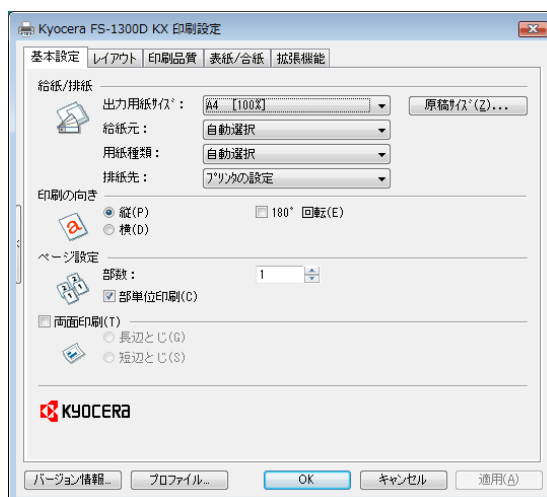 Kyocera FS-1300D KX 印刷設定
基本設定 レイアウト 印刷品質 表紙/合紙 拡張機能
給紙/排紙
出力用紙ｻｲｽﾞ: A4 [100%] 原稿ｻｲｽﾞ(Z)...
給紙元: 自動選択
用紙種類: 自動選択
排紙先: ﾌﾟﾘﾝﾀの設定
印刷の向き
縦(P) 180° 回転(E)
横(D)
ページ設定
部数: 1
部単位印刷(C)
両面印刷(T)
長辺とじ(G)
短辺とじ(S)
KYOCERA
バージョン情報... プロファイル... OK キャンセル 適用(A)